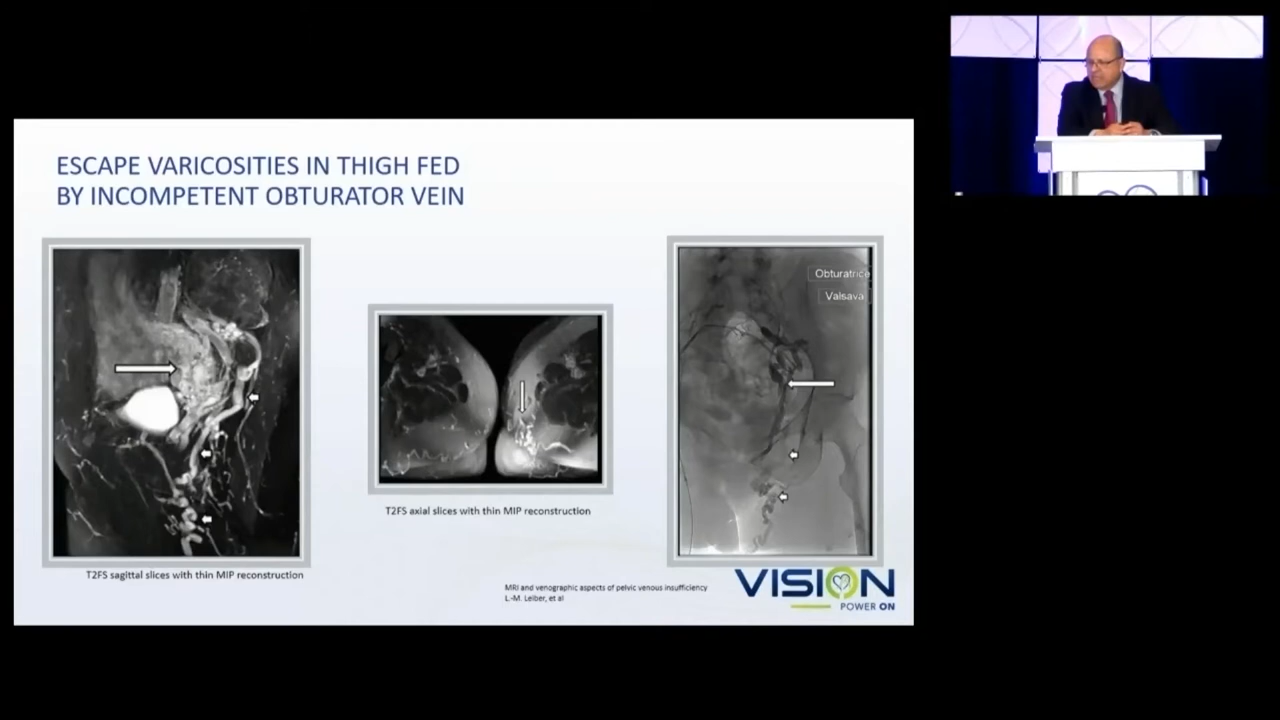 ESCAPE VARICOSITIES IN THIGH FED
BY INCOMPETENT OBTURATOR VEIN
Obturatrice
Valsava
T2FS axial slices with thin MIP reconstruction
T2FS sagittal slices with thin MIP reconstruction
MRI and venographic aspects of pelvic venous insufficiency
L.-M. Leiber, et al
VISION
POWER ON